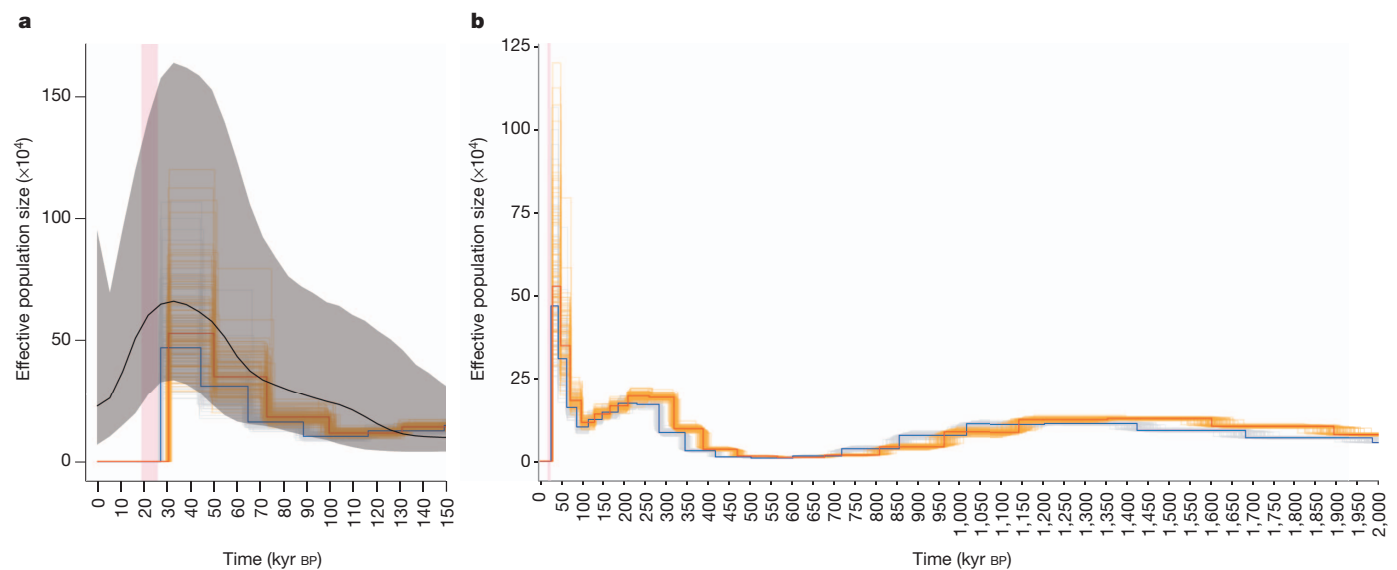 a
Effective population size (×10⁴)
150
100
50
0
0 10 20 30 40 50 60 70 80 90 100 110 120 130 140 150
Time (kyr BP)
b
Effective population size (×10⁴)
125
100
75
50
25
0
0 50 100 150 200 250 300 350 400 450 500 550 600 650 700 750 800 850 900 950 1,000 1,050 1,100 1,150 1,200 1,250 1,300 1,350 1,400 1,450 1,500 1,550 1,600 1,650 1,700 1,750 1,800 1,850 1,900 1,950 2,000
Time (kyr BP)